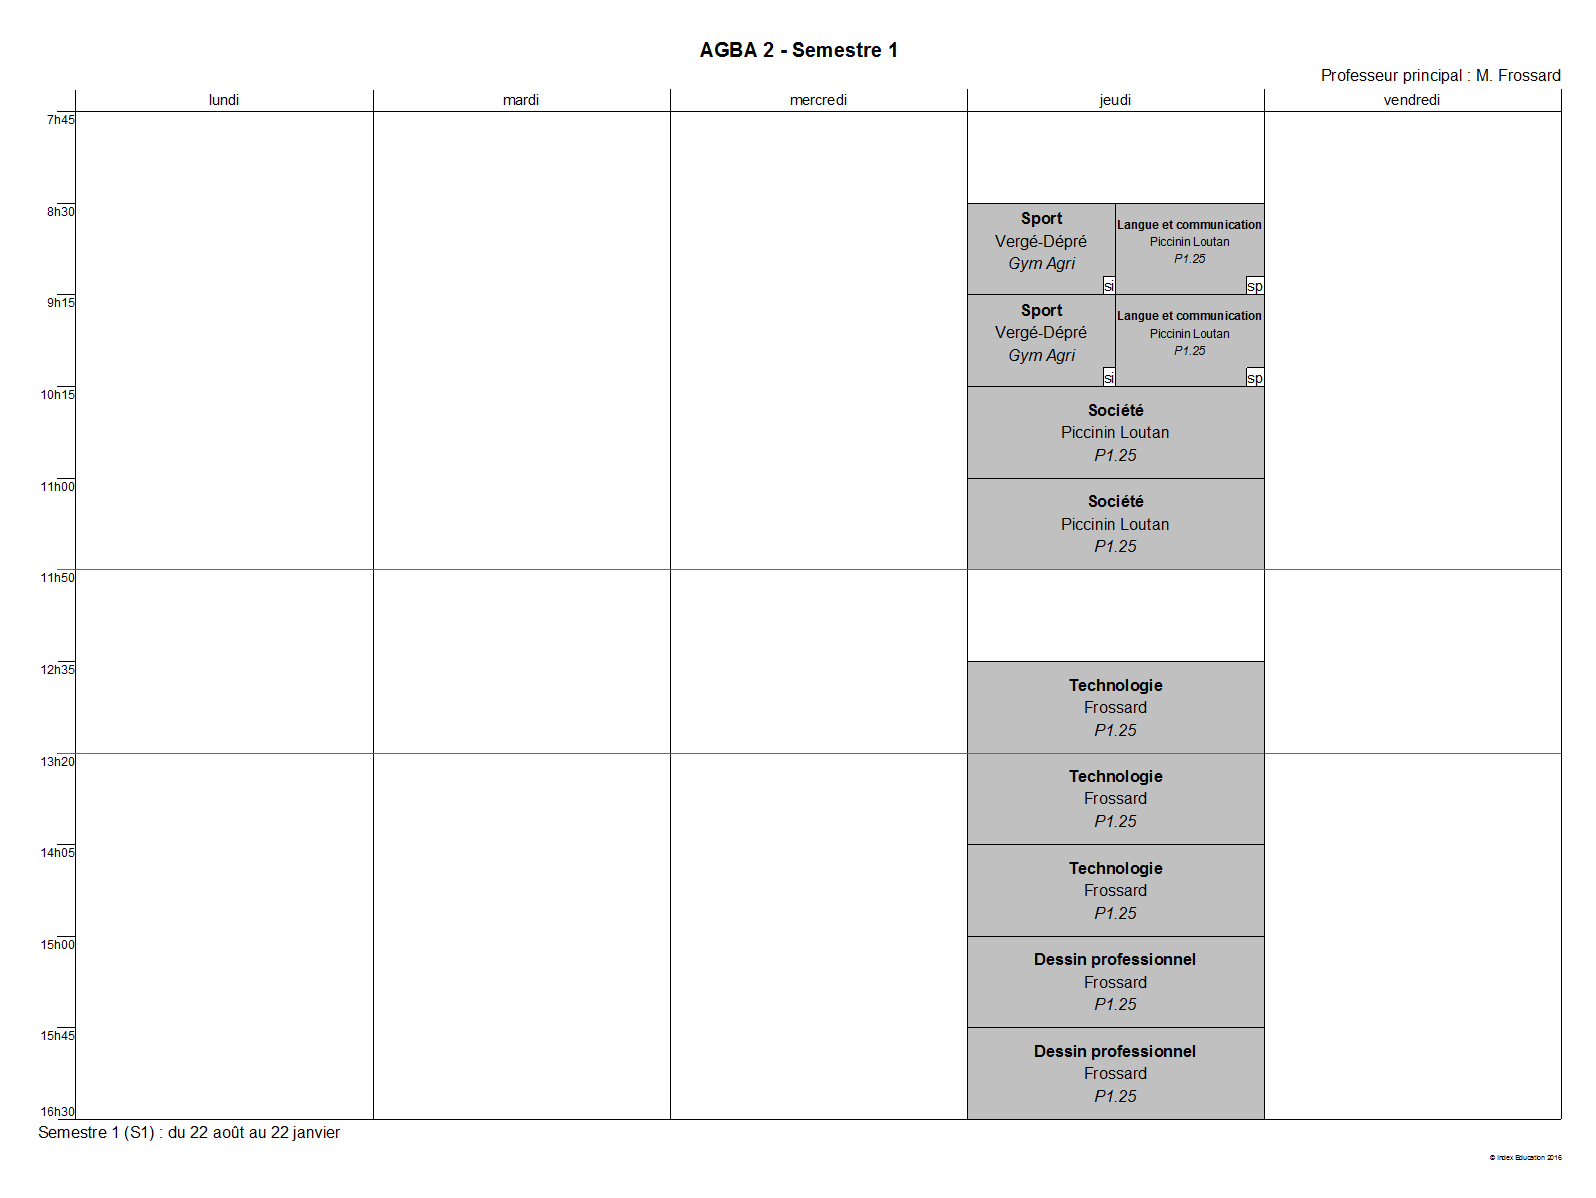 AGBA 2 - Semestre 1
Professeur principal : M. Frossard
lundi
mardi
mercredi
jeudi
vendredi
7h45
8h30
Sport
Vergé-Dépré
Gym Agri
si
Langue et communication
Piccinin Loutan
P1.25
sp
9h15
Sport
Vergé-Dépré
Gym Agri
si
Langue et communication
Piccinin Loutan
P1.25
sp
10h15
Société
Piccinin Loutan
P1.25
11h00
Société
Piccinin Loutan
P1.25
11h50
12h35
Technologie
Frossard
P1.25
13h20
Technologie
Frossard
P1.25
14h05
Technologie
Frossard
P1.25
15h00
Dessin professionnel
Frossard
P1.25
15h45
Dessin professionnel
Frossard
P1.25
16h30
Semestre 1 (S1) : du 22 août au 22 janvier
© Index Education 2016